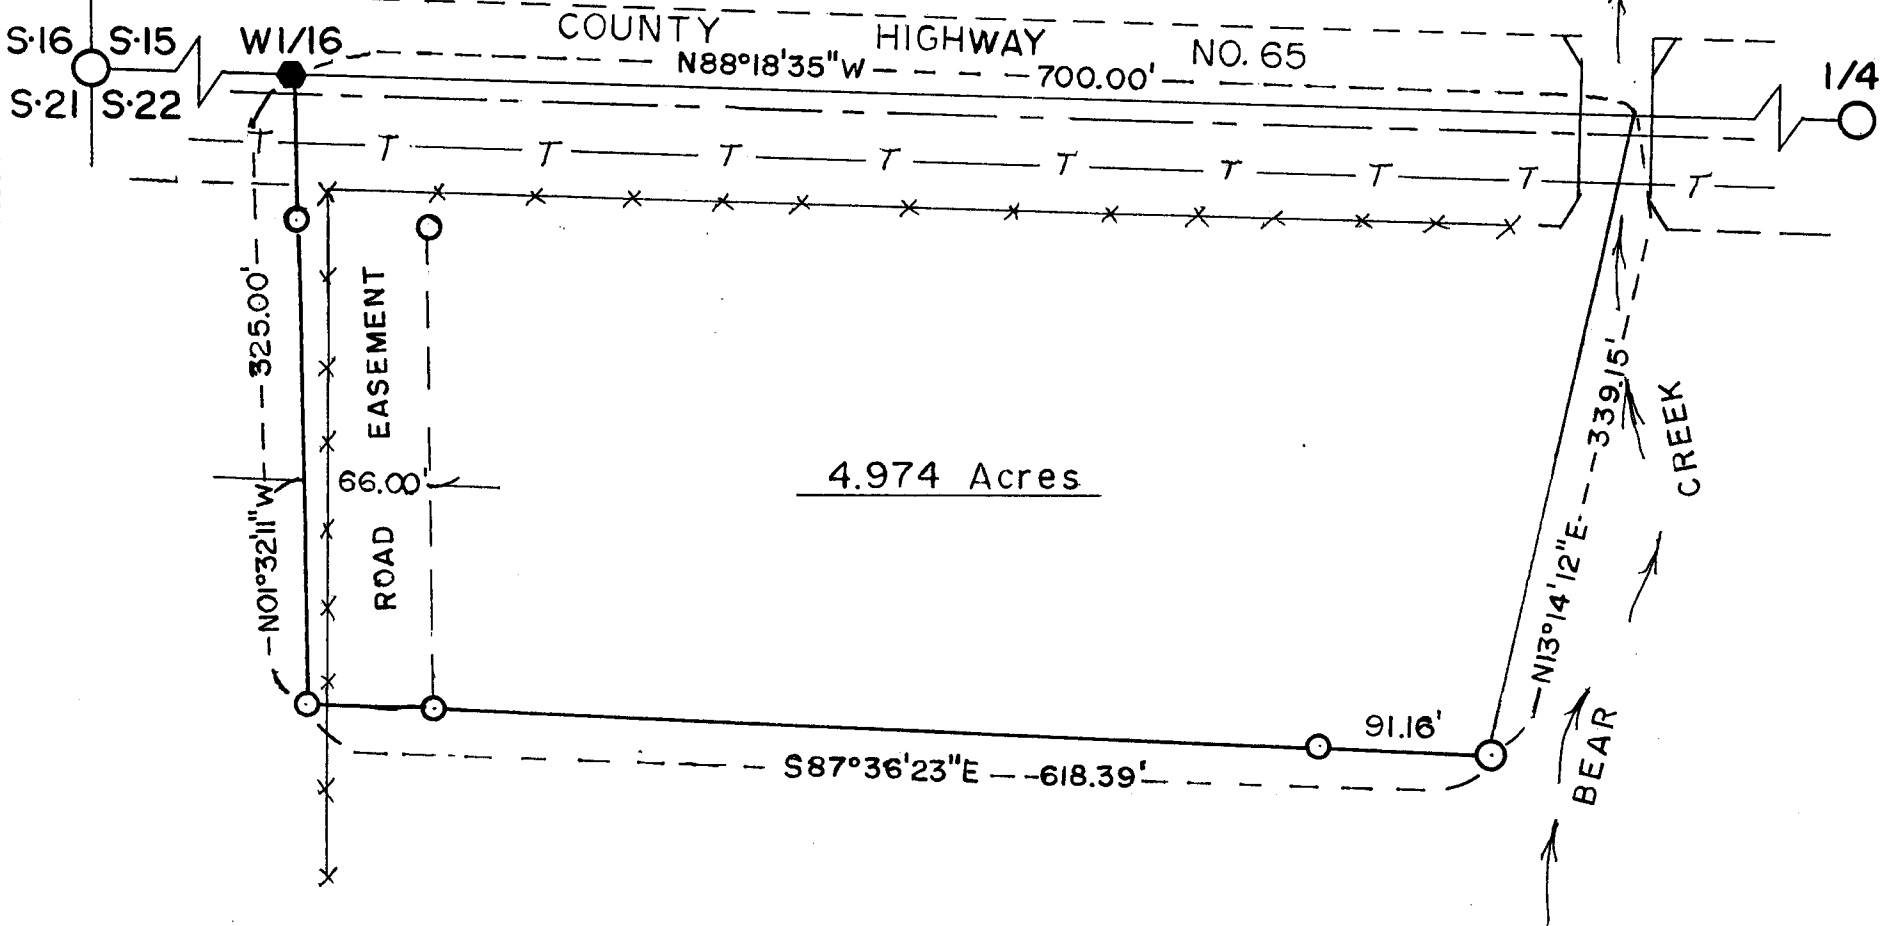 COUNTY HIGHWAY NO. 65
S·16 S·15 W1/16
N88°18'35"W 700.00'
1/4
S·21 S·22
T T T T T T T T T T
325.00'
N01°32'11"W
ROAD EASEMENT
66.00'
4.974 Acres
339.15'
N13°14'12"E
BEAR CREEK
91.16'
S87°36'23"E 618.39'